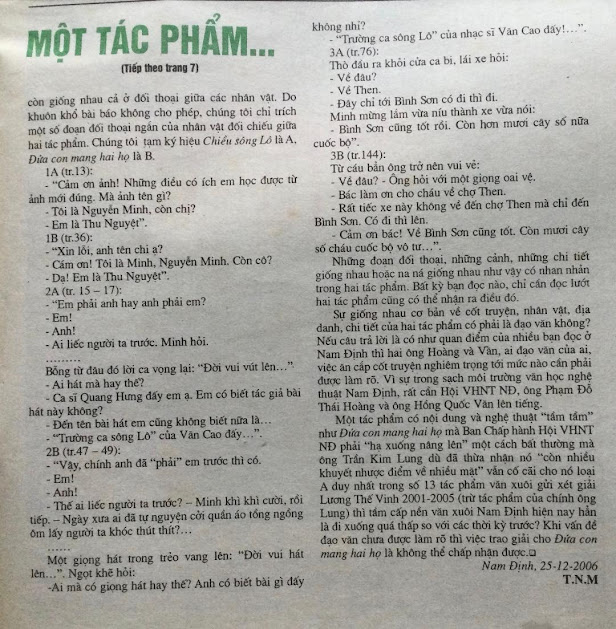 MỘT TÁC PHẨM...
(Tiếp theo trang 7)
còn giống nhau cả ở đối thoại giữa các nhân vật. Do
khuôn khổ bài báo không cho phép, chúng tôi chỉ trích
một số đoạn đối thoại ngắn của nhân vật đối chiếu giữa
hai tác phẩm. Chúng tôi tạm ký hiệu Chiều sông Lô là A,
Đứa con mang hai họ là B.
1A (tr.13):
- “Cảm ơn ảnh! Những điều có ích em học được từ
ảnh mới đúng. Mà ảnh tên gì?
- Tôi là Nguyễn Minh, còn chị?
- Em là Thu Nguyệt”.
1B (tr.36):
- “Xin lỗi, anh tên chi ạ?
- Cám ơn! Tôi là Minh, Nguyễn Minh. Còn cô?
- Dạ! Em là Thu Nguyệt”.
2A (tr. 15 – 17):
- “Em phải anh hay anh phải em?
- Em!
- Anh!
- Ai liếc người ta trước. Minh hỏi.
.........
Bỗng từ đâu đó lời ca vọng lại: “Đời vui vút lên…”.
- Ai hát mà hay thế?
- Ca sĩ Quang Hưng đấy em ạ. Em có biết tác giả bài
hát này không?
- Đến tên bài hát em cũng không biết nữa là…
- “Trường ca sông Lô” của Văn Cao đấy…”.
2B (tr.47 – 49):
- “Vậy, chính anh đã “phải” em trước thì có.
- Em!
- Anh!
- Thế ai liếc người ta trước? – Minh khì khì cười, rồi
tiếp. – Ngày xưa ai đã tự nguyện cởi quần áo tồng ngồng
ôm lấy người ta khóc thút thít?…
......
Một giọng hát trong trẻo vang lên: “Đời vui hát
lên…”. Ngọt khẽ hỏi:
-Ai mà có giọng hát hay thế? Anh có biết bài gì đấy
không nhỉ?
- “Trường ca sông Lô” của nhạc sĩ Văn Cao đấy!…”.
3A (tr.76):
Thò đầu ra khỏi cửa ca bi, lái xe hỏi:
- Về đâu?
- Về Then.
- Đây chỉ tới Bình Sơn có đi thì đi.
Minh mừng lắm vừa níu thành xe vừa nói:
- Bình Sơn cũng tốt rồi. Còn hơn mươi cây số nữa
cuốc bộ”.
3B (tr.144):
Từ cáu bẳn ông trở nên vui vẻ:
- Về đâu? - Ông hỏi với một giọng oai vệ.
- Bác làm ơn cho cháu về chợ Then.
- Rất tiếc xe này không về đến chợ Then mà chỉ đến
Bình Sơn. Có đi thì lên.
- Cảm ơn bác! Về Bình Sơn cũng tốt. Còn mươi cây
số cháu cuốc bộ vô tư…”.
Những đoạn đối thoại, những cảnh, những chi tiết
giống nhau hoặc na ná giống nhau như vậy có nhan nhản
trong hai tác phẩm. Bất kỳ bạn đọc nào, chỉ cần đọc lướt
hai tác phẩm cũng có thể nhận ra điều đó.
Sự giống nhau cơ bản về cốt truyện, nhân vật, địa
danh, chi tiết của hai tác phẩm có phải là đạo văn không?
Nếu câu trả lời là có như quan điểm của nhiều bạn đọc ở
Nam Định thì hai ông Hoàng và Vân, ai đạo văn của ai,
việc ăn cắp cốt truyện nghiêm trọng tới mức nào cần phải
được làm rõ. Vì sự trong sạch môi trường văn học nghệ
thuật Nam Định, rất cần Hội VHNT NĐ, ông Phạm Đỗ
Thái Hoàng và ông Hồng Quốc Văn lên tiếng.
Một tác phẩm có nội dung và nghệ thuật “tầm tầm”
như Đứa con mang hai họ mà Ban Chấp hành Hội VHNT
NĐ phải “hạ xuống nâng lên” một cách bất thường mà
ông Trần Kim Lung dù đã thừa nhận nó “còn nhiều
khuyết nhược điểm về nhiều mặt” vẫn cố cãi cho nó loại
A duy nhất trong số 13 tác phẩm văn xuôi gửi xét giải
Lương Thế Vinh 2001-2005 (trừ tác phẩm của chính ông
Lung) thì tầm cấp nền văn xuôi Nam Định hiện nay hẳn
là đi xuống quá thấp so với các thời kỳ trước? Khi vấn đề
đạo văn chưa được làm rõ thì việc trao giải cho Đứa con
mang hai họ là không thể chấp nhận được.
Nam Định, 25-12-2006
T.N.M